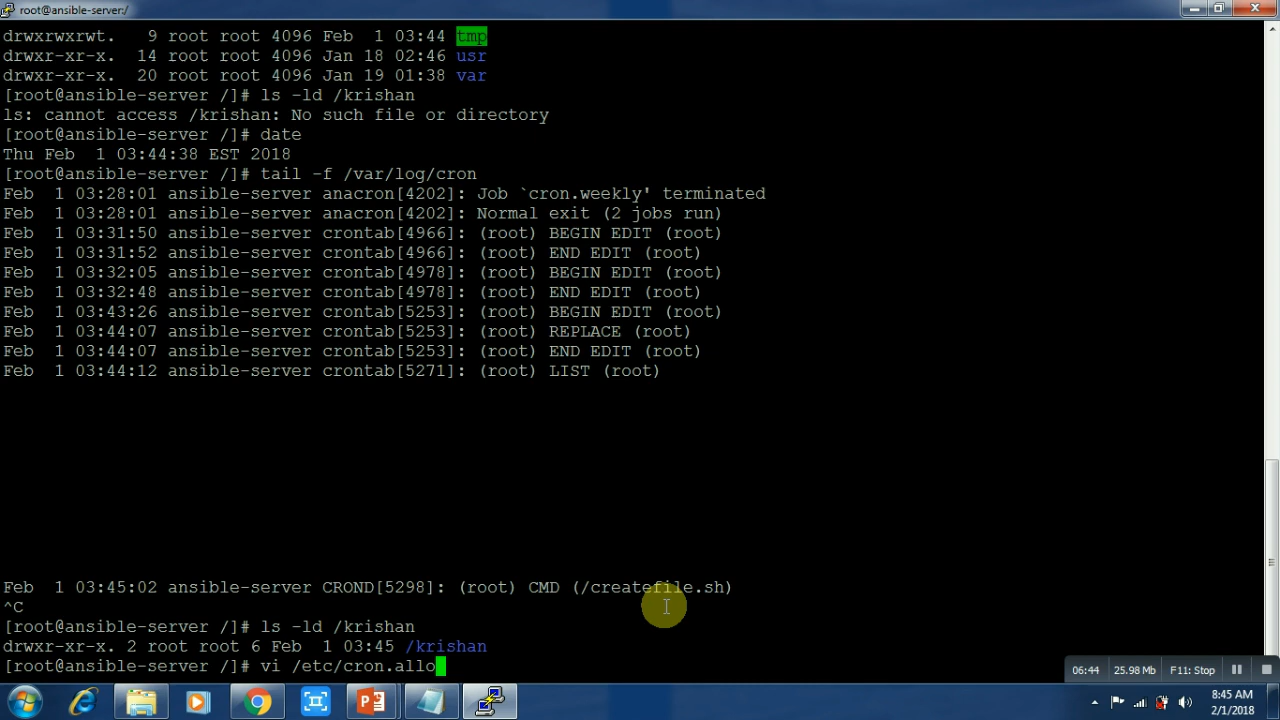 root@ansible-server:/
drwxrwxrwt.   9 root root 4096 Feb  1 03:44 tmp
drwxr-xr-x.  14 root root 4096 Jan 18 02:46 usr
drwxr-xr-x.  20 root root 4096 Jan 19 01:38 var
[root@ansible-server /]# ls -ld /krishan
ls: cannot access /krishan: No such file or directory
[root@ansible-server /]# date
Thu Feb  1 03:44:38 EST 2018
[root@ansible-server /]# tail -f /var/log/cron
Feb  1 03:28:01 ansible-server anacron[4202]: Job `cron.weekly' terminated
Feb  1 03:28:01 ansible-server anacron[4202]: Normal exit (2 jobs run)
Feb  1 03:31:50 ansible-server crontab[4966]: (root) BEGIN EDIT (root)
Feb  1 03:31:52 ansible-server crontab[4966]: (root) END EDIT (root)
Feb  1 03:32:05 ansible-server crontab[4978]: (root) BEGIN EDIT (root)
Feb  1 03:32:48 ansible-server crontab[4978]: (root) END EDIT (root)
Feb  1 03:43:26 ansible-server crontab[5253]: (root) BEGIN EDIT (root)
Feb  1 03:44:07 ansible-server crontab[5253]: (root) REPLACE (root)
Feb  1 03:44:07 ansible-server crontab[5253]: (root) END EDIT (root)
Feb  1 03:44:12 ansible-server crontab[5271]: (root) LIST (root)
Feb  1 03:45:02 ansible-server CROND[5298]: (root) CMD (/createfile.sh)
^C
[root@ansible-server /]# ls -ld /krishan
drwxr-xr-x. 2 root root 6 Feb  1 03:45 /krishan
[root@ansible-server /]# vi /etc/cron.allo
06:44 25.98 Mb F11: Stop
8:45 AM
2/1/2018